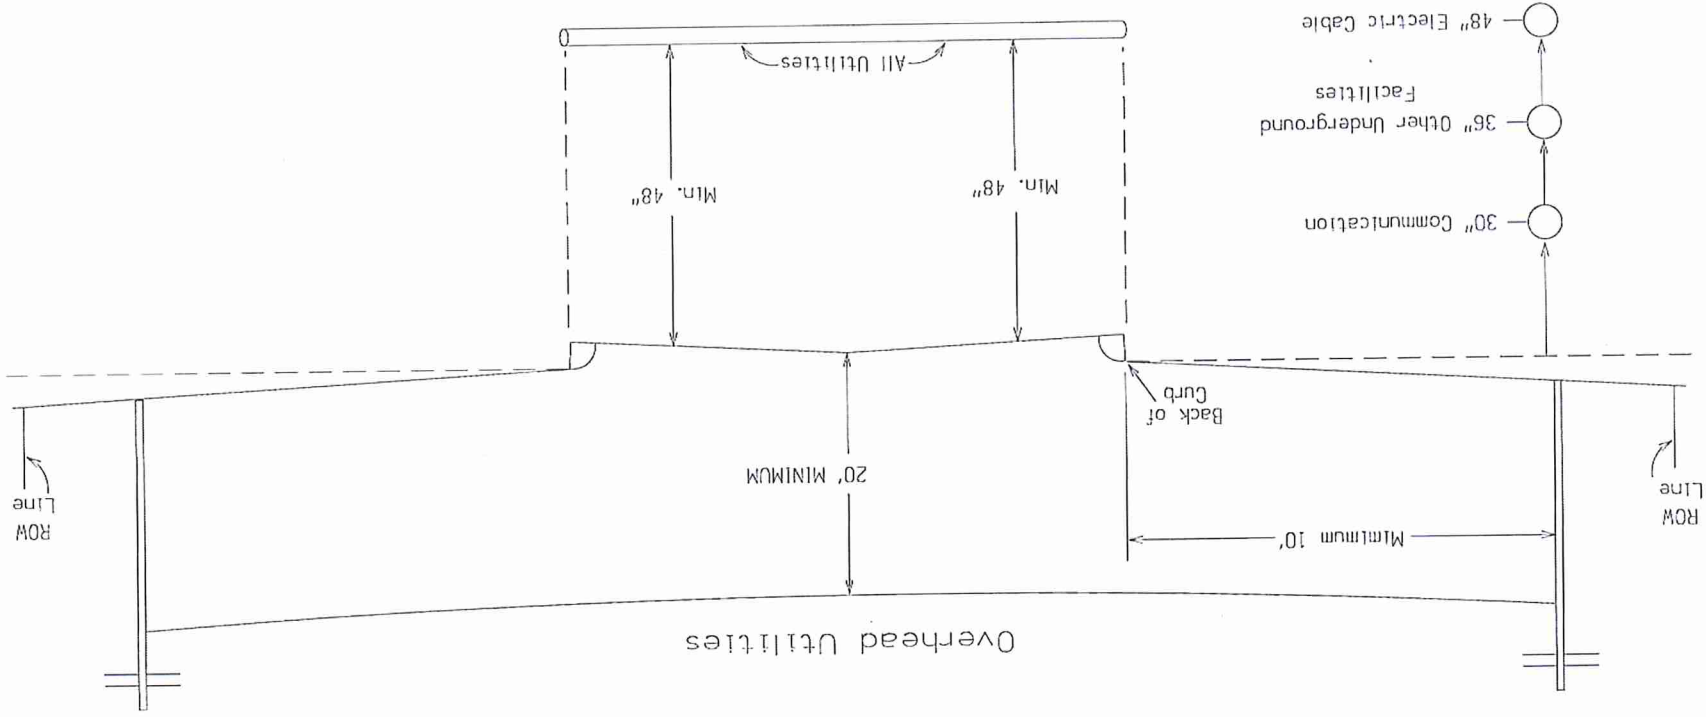 Overhead Utilities
ROW
Line
Mimimum 10'
20' MINIMUM
ROW
Line
Back of
Curb
Min. 48"
Min. 48"
30" Communication
36" Other Underground
Facilities
All Utilities
48" Electric Cable